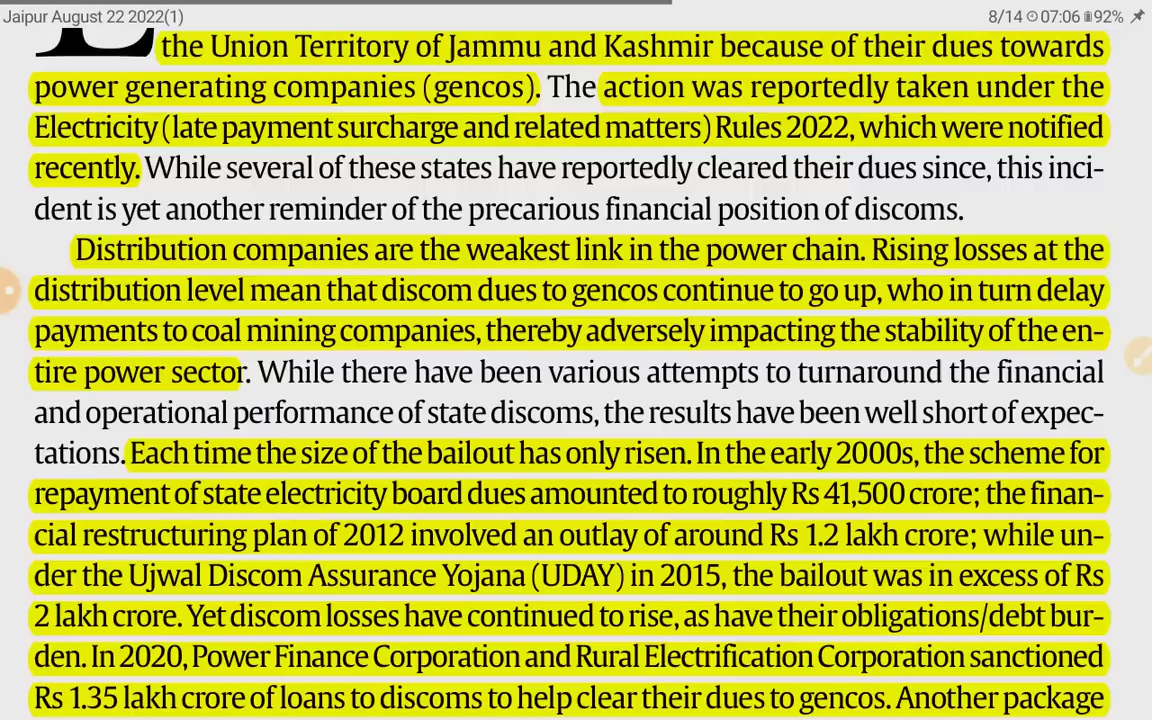 Jaipur August 22 2022(1)
8/14 07:06 92%
the Union Territory of Jammu and Kashmir because of their dues towards
power generating companies (gencos). The action was reportedly taken under the
Electricity (late payment surcharge and related matters) Rules 2022, which were notified
recently. While several of these states have reportedly cleared their dues since, this inci-
dent is yet another reminder of the precarious financial position of discoms.
Distribution companies are the weakest link in the power chain. Rising losses at the
distribution level mean that discom dues to gencos continue to go up, who in turn delay
payments to coal mining companies, thereby adversely impacting the stability of the en-
tire power sector. While there have been various attempts to turnaround the financial
and operational performance of state discoms, the results have been well short of expec-
tations. Each time the size of the bailout has only risen. In the early 2000s, the scheme for
repayment of state electricity board dues amounted to roughly Rs 41,500 crore; the finan-
cial restructuring plan of 2012 involved an outlay of around Rs 1.2 lakh crore; while un-
der the Ujwal Discom Assurance Yojana (UDAY) in 2015, the bailout was in excess of Rs
2 lakh crore. Yet discom losses have continued to rise, as have their obligations/debt bur-
den. In 2020, Power Finance Corporation and Rural Electrification Corporation sanctioned
Rs 1.35 lakh crore of loans to discoms to help clear their dues to gencos. Another package